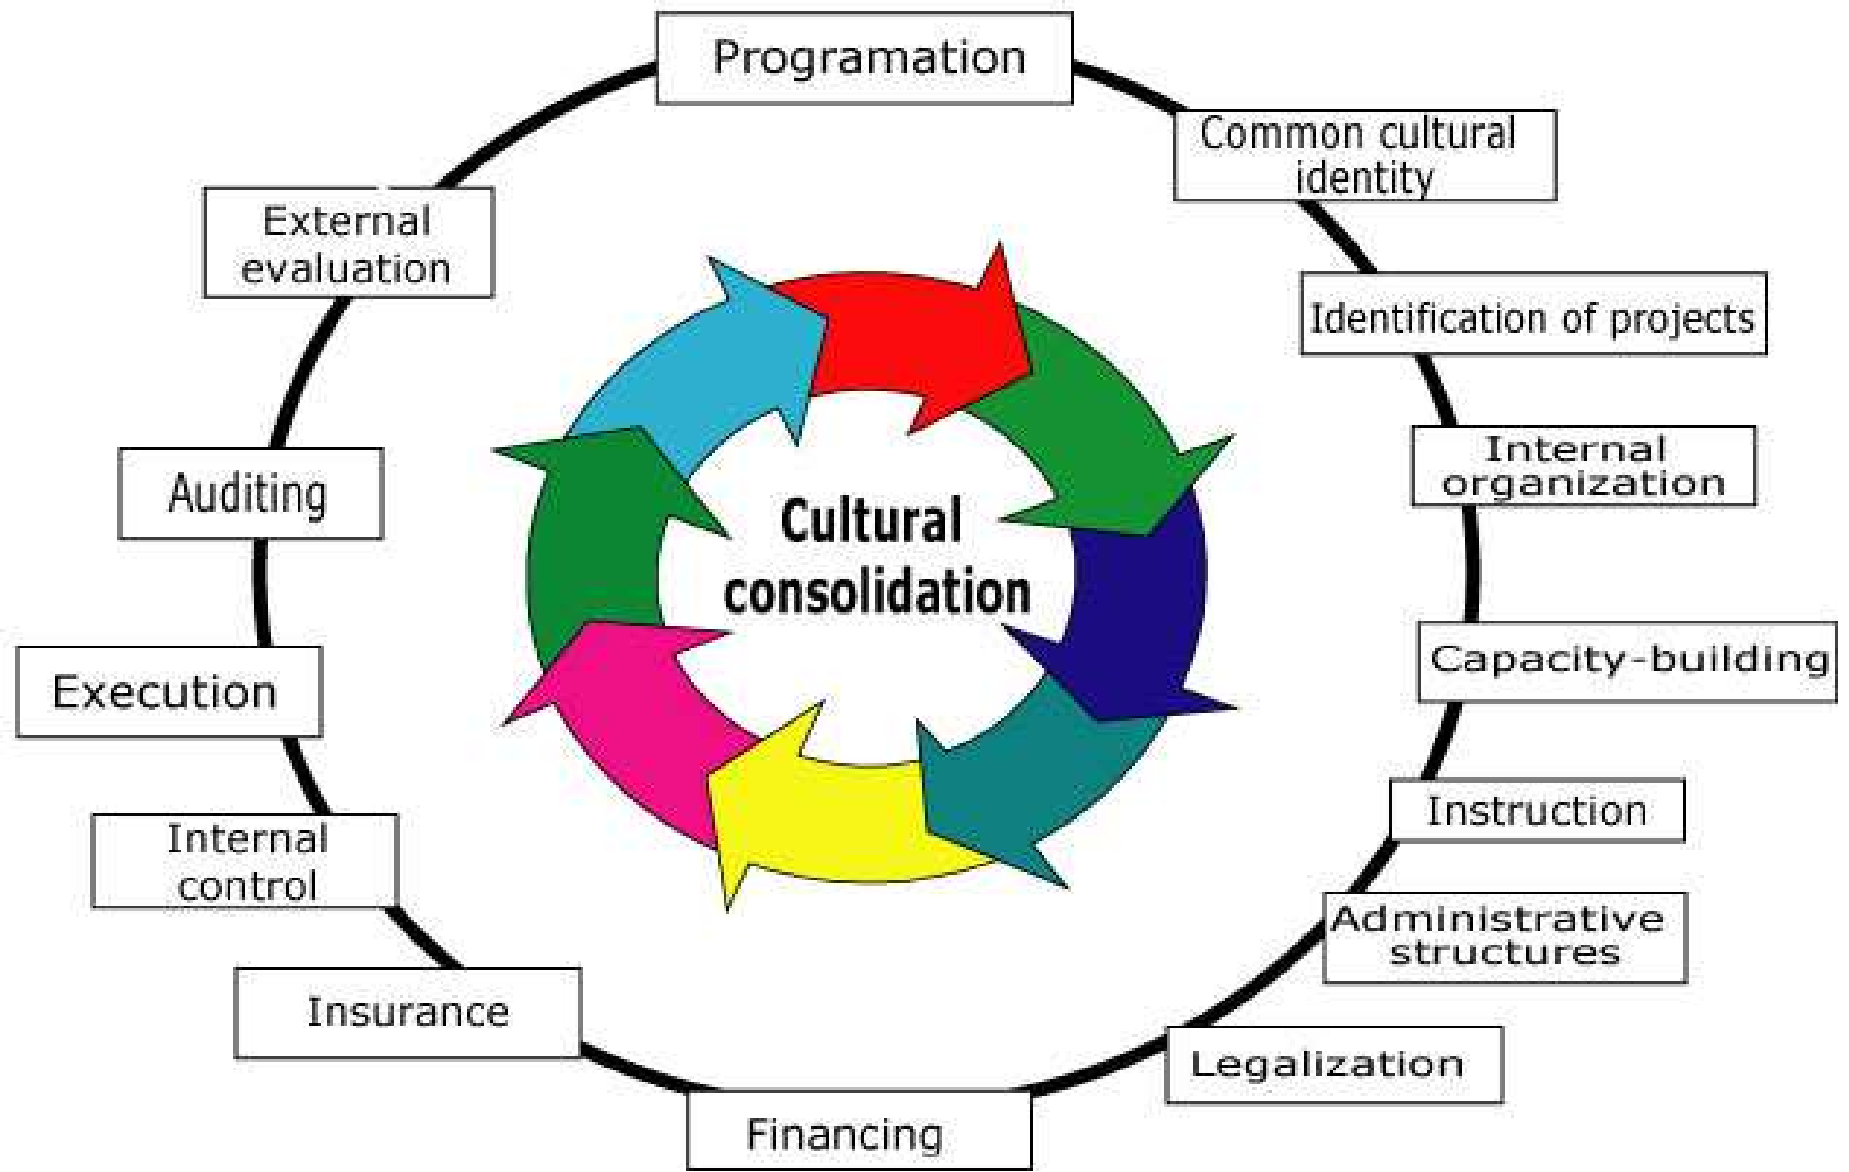 Programation
Common cultural
identity
Identification of projects
Internal
organization
Capacity-building
Instruction
Administrative
structures
Legalization
Financing
Insurance
Internal
control
Execution
Auditing
External
evaluation
Cultural
consolidation